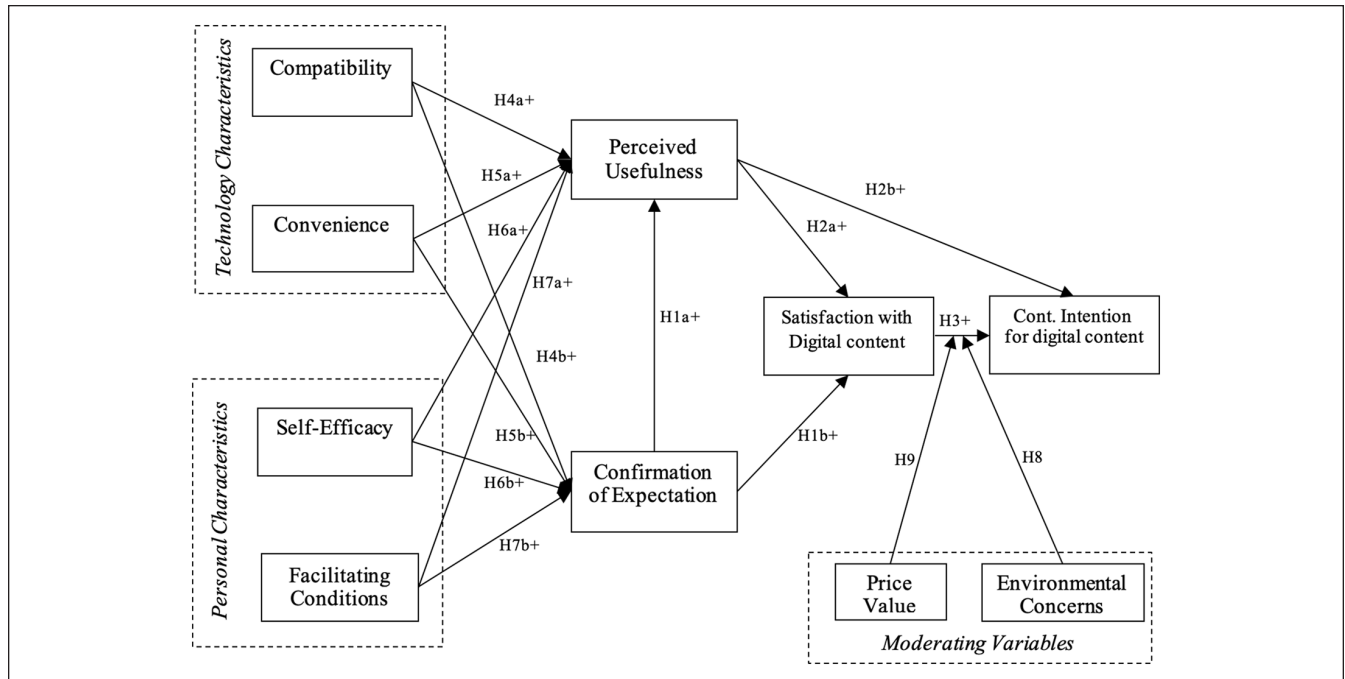 Technology Characteristics
Compatibility
Convenience
Personal Characteristics
Self-Efficacy
Facilitating
Conditions
H4a+
H5a+
H6a+
H7a+
H4b+
H5b+
H6b+
H7b+
Perceived
Usefulness
H1a+
Confirmation
of Expectation
H2b+
H2a+
H1b+
Satisfaction with
Digital content
H3+
Cont. Intention
for digital content
H9
H8
Price
Value
Environmental
Concerns
Moderating Variables